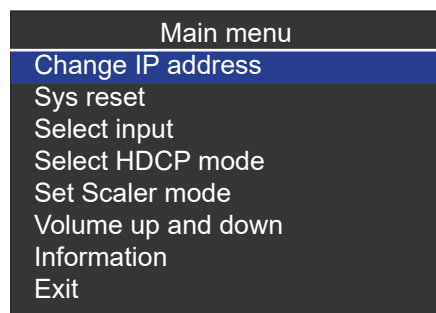 Main menu
Change IP address
Sys reset
Select input
Select HDCP mode
Set Scaler mode
Volume up and down
Information
Exit